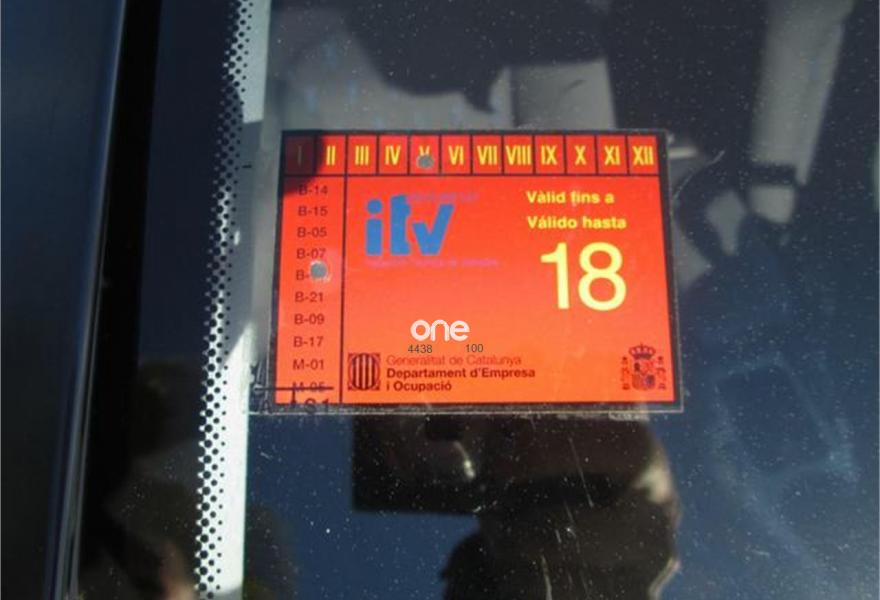 I II III IV V VI VII VIII IX X XI XII
B-14
B-15
B-05
B-07
B-21
B-09
B-17
M-01
M-05
itv
Vàlid fins a
Válido hasta
18
one
4438 100
Generalitat de Catalunya
Departament d'Empresa
i Ocupació